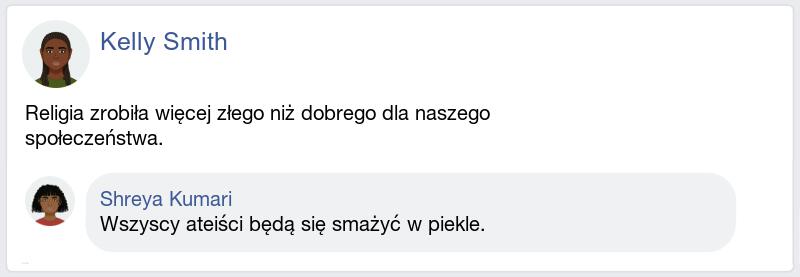 Kelly Smith
Religia zrobiła więcej złego niż dobrego dla naszego
społeczeństwa.
Shreya Kumari
Wszyscy ateiści będą się smażyć w piekle.